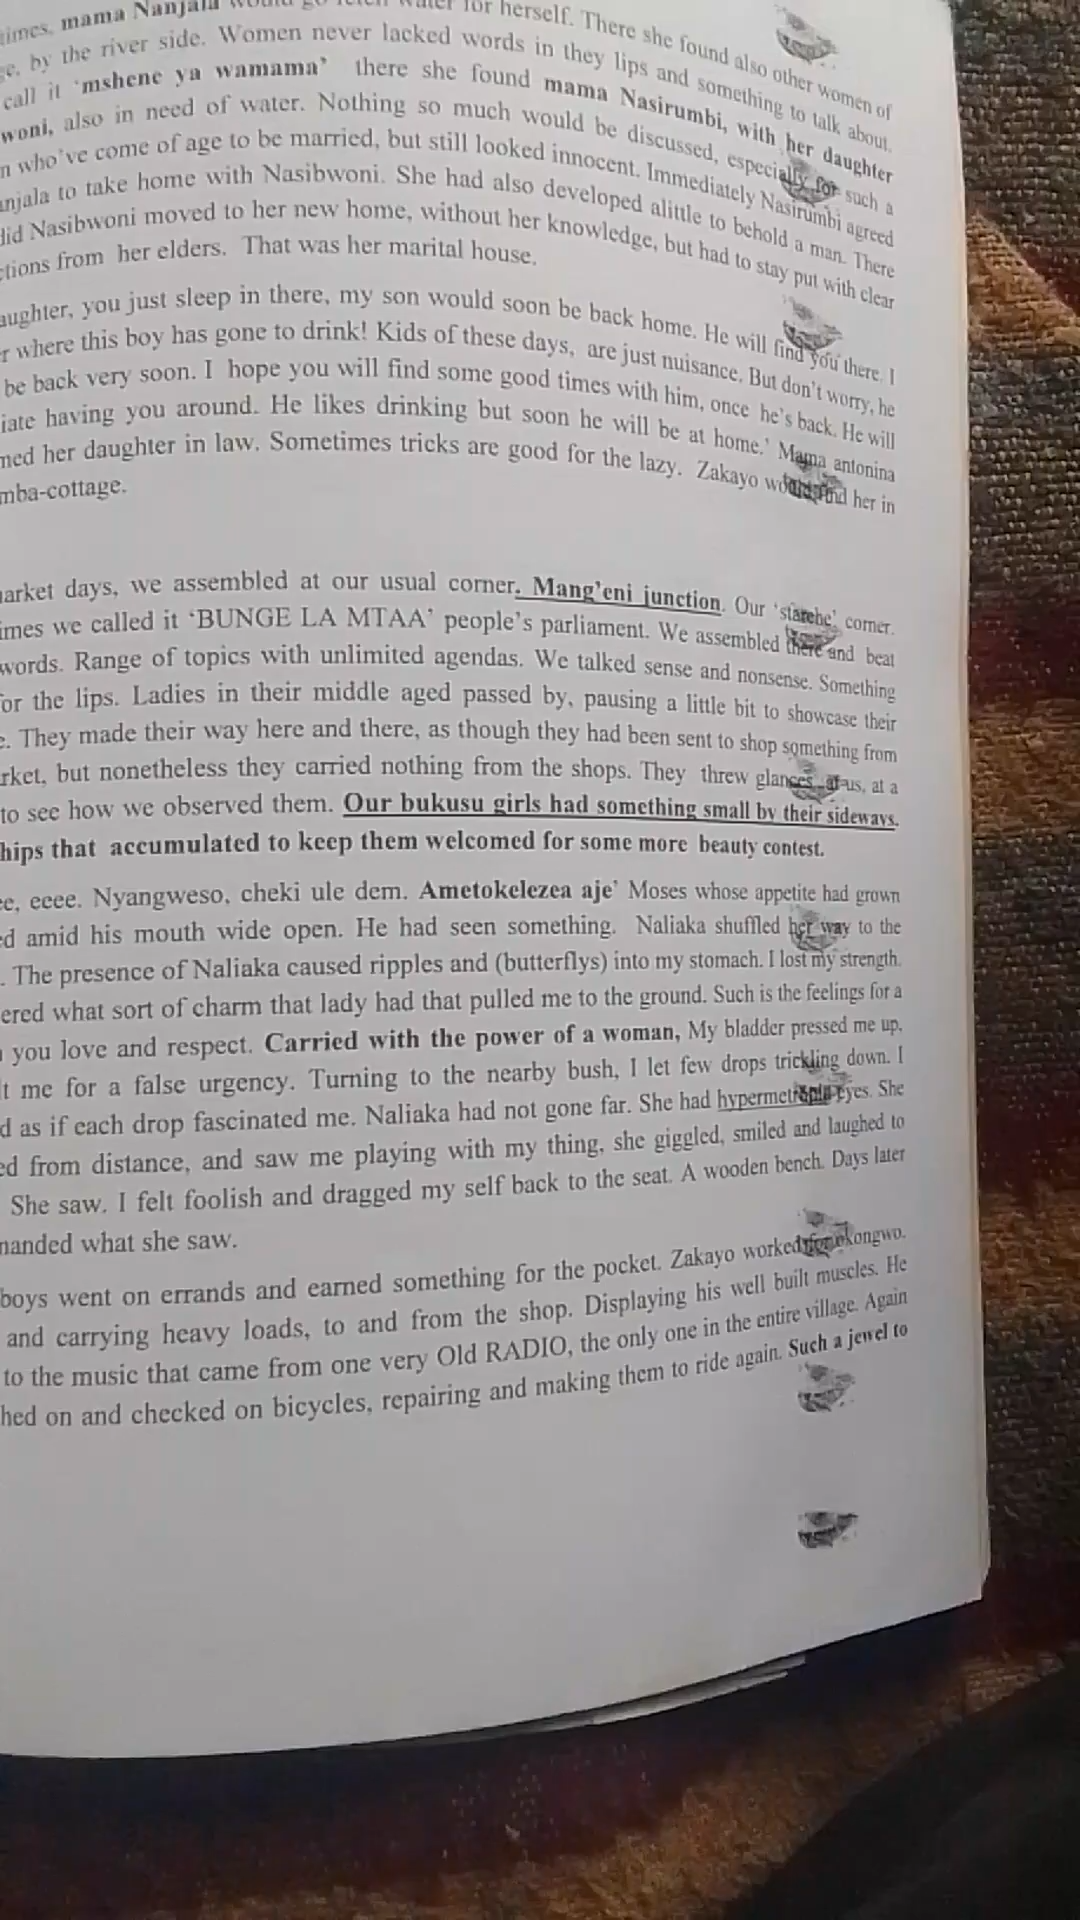 times, mama Nanjala would go fetch water for herself. There she found also other women of
by the river side. Women never lacked words in they lips and something to talk about.
call it 'mshene ya wamama' there she found mama Nasirumbi, with her daughter
woni, also in need of water. Nothing so much would be discussed, especially for such a
n who've come of age to be married, but still looked innocent. Immediately Nasirumbi agreed
anjala to take home with Nasibwoni. She had also developed alittle to behold a man. There
did Nasibwoni moved to her new home, without her knowledge, but had to stay put with clear
ctions from her elders. That was her marital house.
aughter, you just sleep in there, my son would soon be back home. He will find you there. I
r where this boy has gone to drink! Kids of these days, are just nuisance. But don't worry, he
be back very soon. I hope you will find some good times with him, once he's back. He will
iate having you around. He likes drinking but soon he will be at home.' Mama antonina
med her daughter in law. Sometimes tricks are good for the lazy. Zakayo would find her in
mba-cottage.
arket days, we assembled at our usual corner. Mang'eni junction. Our 'starehe' corner.
imes we called it 'BUNGE LA MTAA' people's parliament. We assembled there and beat
words. Range of topics with unlimited agendas. We talked sense and nonsense. Something
for the lips. Ladies in their middle aged passed by, pausing a little bit to showcase their
e. They made their way here and there, as though they had been sent to shop something from
rket, but nonetheless they carried nothing from the shops. They threw glances at us, at a
to see how we observed them. Our bukusu girls had something small by their sideways.
hips that accumulated to keep them welcomed for some more beauty contest.
ee, eeee. Nyangweso, cheki ule dem. Ametokelezea aje' Moses whose appetite had grown
ed amid his mouth wide open. He had seen something. Naliaka shuffled her way to the
. The presence of Naliaka caused ripples and (butterflys) into my stomach. I lost my strength.
ered what sort of charm that lady had that pulled me to the ground. Such is the feelings for a
you love and respect. Carried with the power of a woman, My bladder pressed me up.
t me for a false urgency. Turning to the nearby bush, I let few drops trickling down. I
d as if each drop fascinated me. Naliaka had not gone far. She had hypermetropia eyes. She
ed from distance, and saw me playing with my thing, she giggled, smiled and laughed to
She saw. I felt foolish and dragged my self back to the seat. A wooden bench. Days later
manded what she saw.
boys went on errands and earned something for the pocket. Zakayo worked for okongwo.
and carrying heavy loads, to and from the shop. Displaying his well built muscles. He
to the music that came from one very Old RADIO, the only one in the entire village. Again
hed on and checked on bicycles, repairing and making them to ride again. Such a jewel to